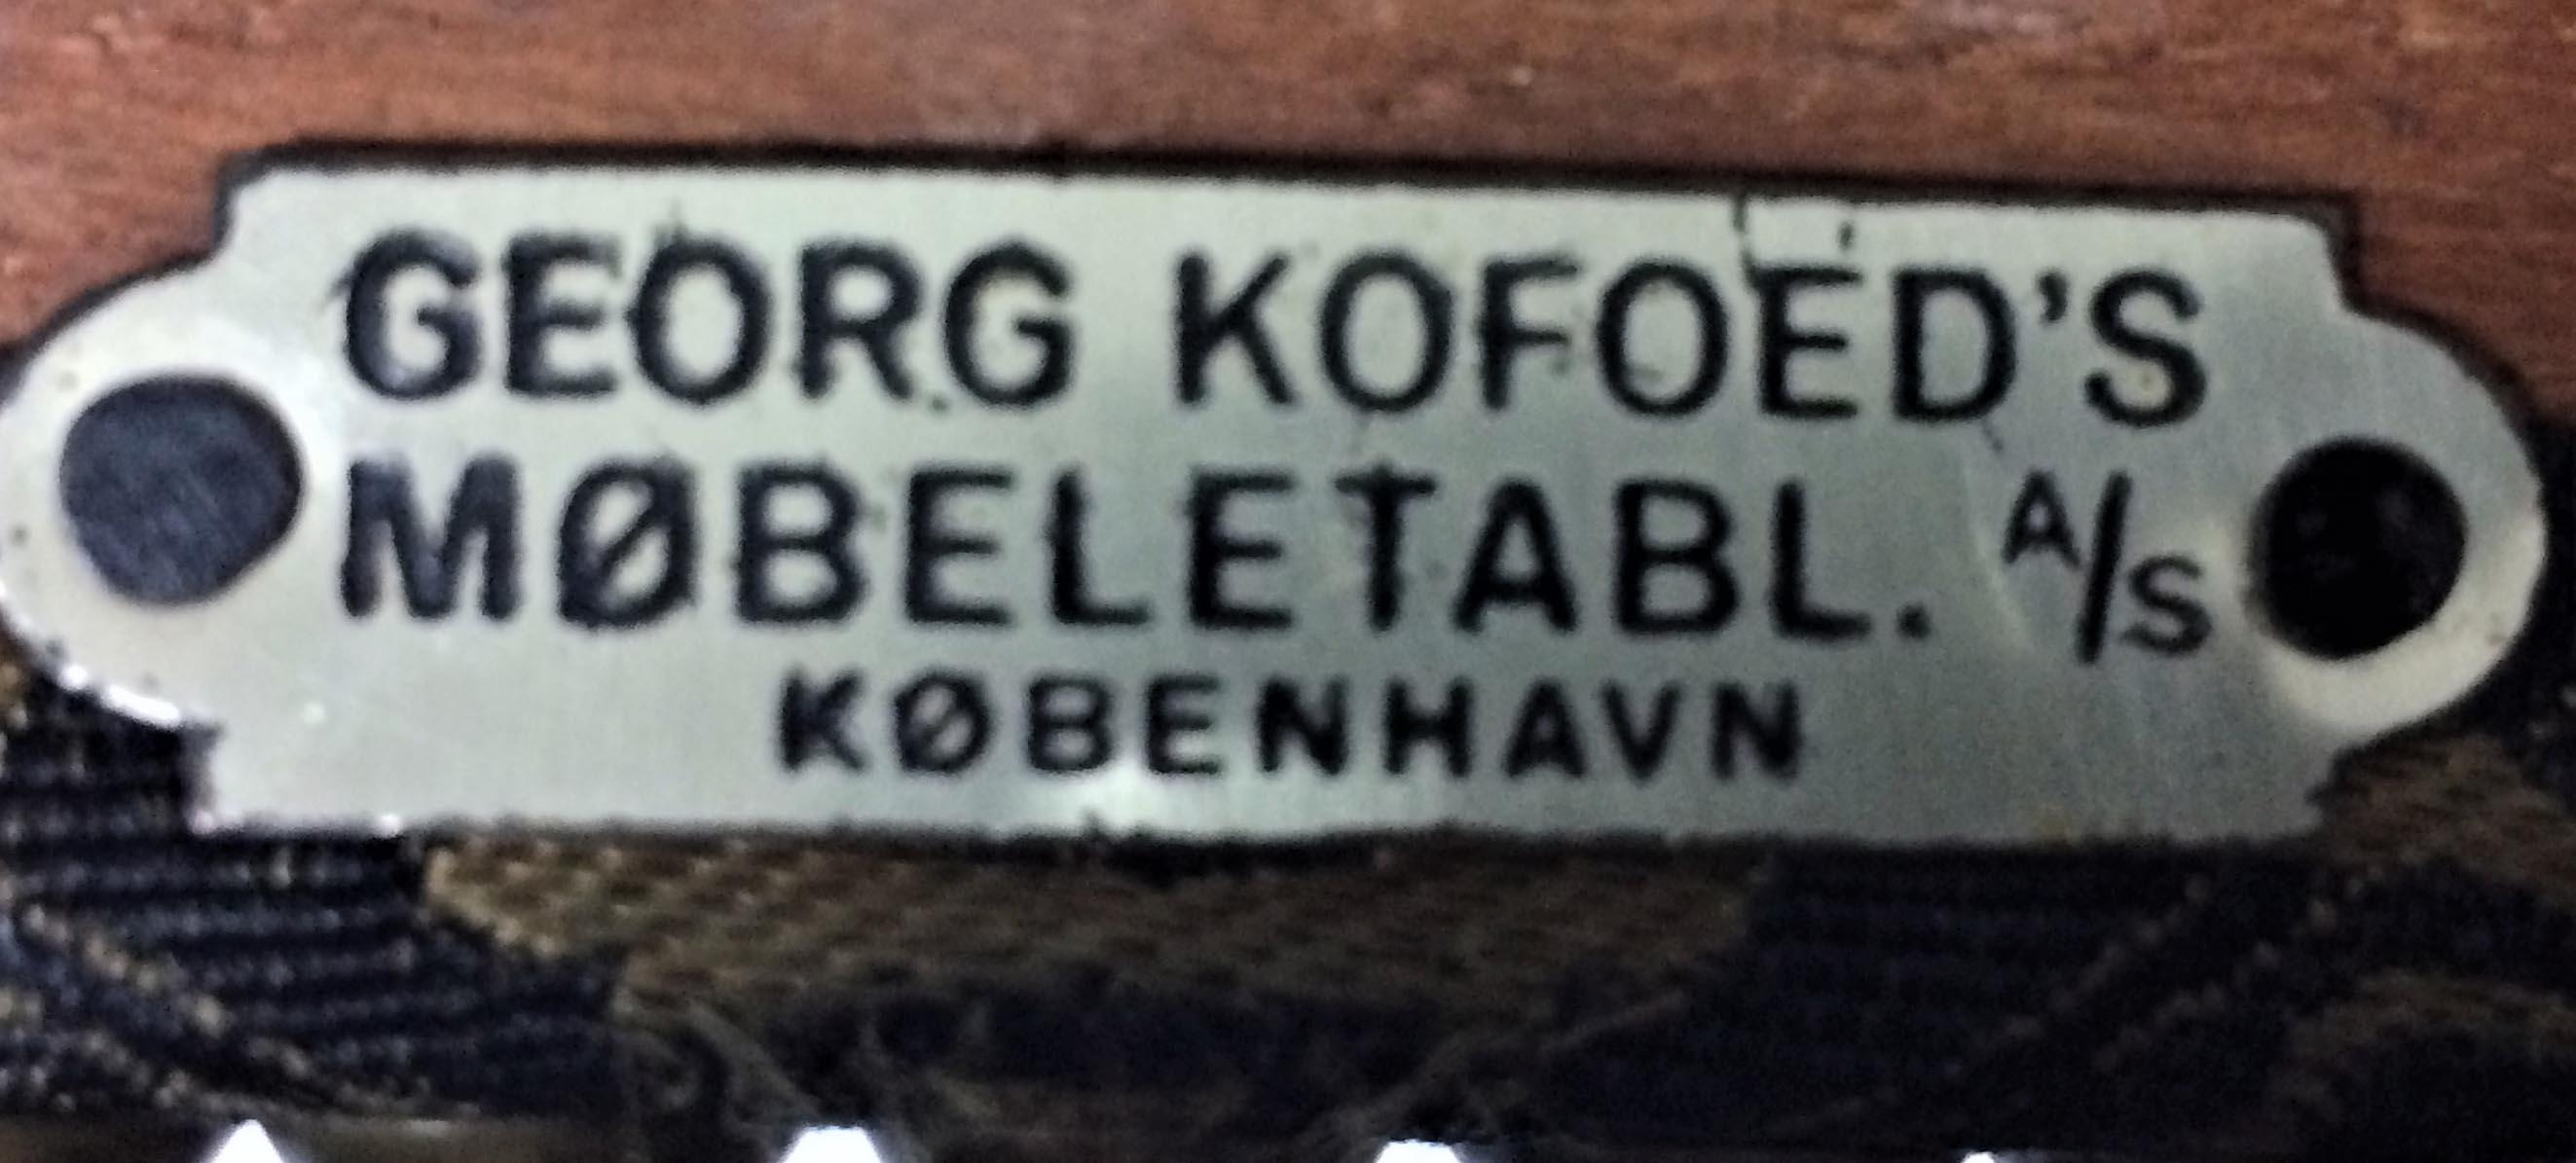 GEORG KOFOED'S
MØBELETABL. A/S
KØBENHAVN